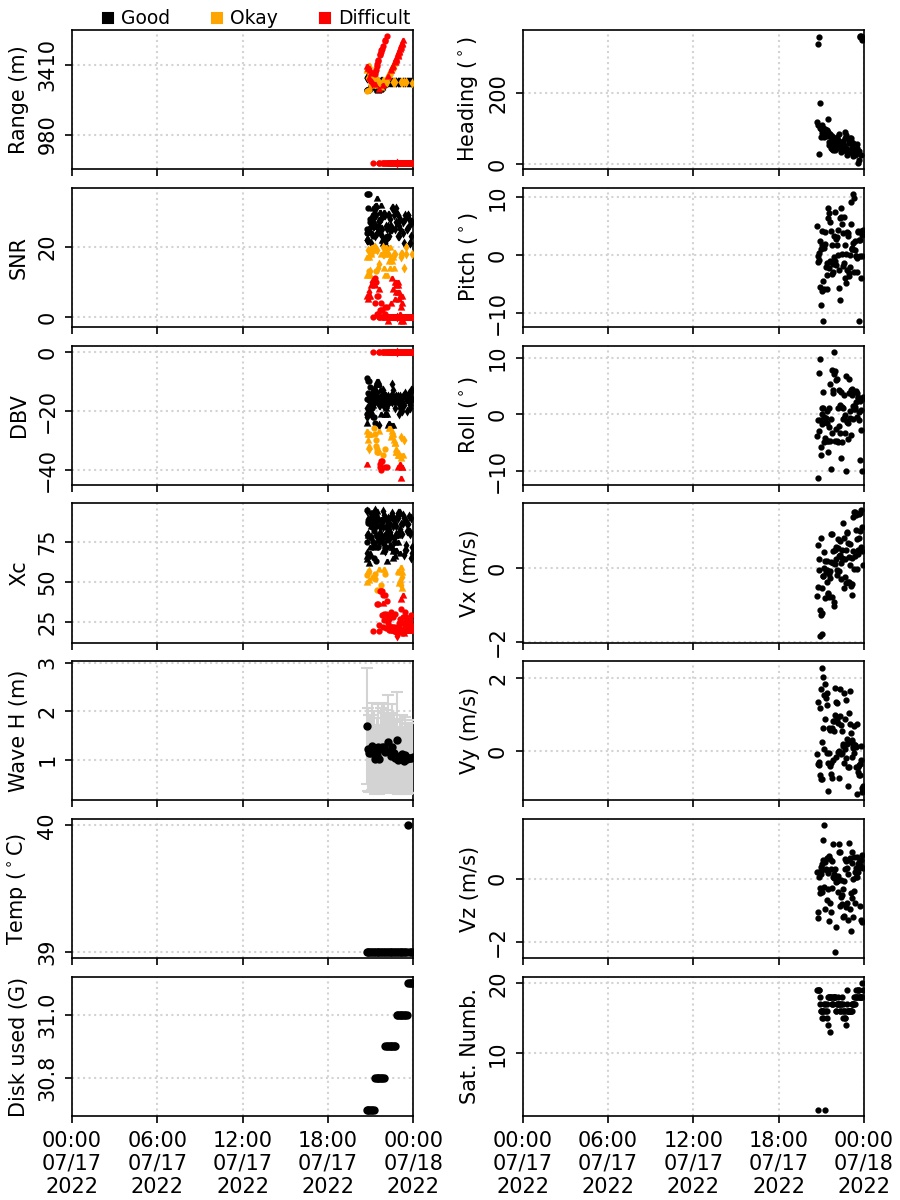 Good Okay Difficult
Range (m)
3410
980
Heading (°)
200
0
SNR
20
0
Pitch (°)
10
0
−10
DBV
0
−20
−40
Roll (°)
10
0
−10
Xc
75
50
25
Vx (m/s)
0
−2
Wave H (m)
3
2
1
Vy (m/s)
2
0
Temp (°C)
40
39
Vz (m/s)
0
−2
Disk used (G)
31.0
30.8
Sat. Numb.
20
10
00:00 06:00 12:00 18:00 00:00
07/17 07/17 07/17 07/17 07/18
2022 2022 2022 2022 2022
00:00 06:00 12:00 18:00 00:00
07/17 07/17 07/17 07/17 07/18
2022 2022 2022 2022 2022